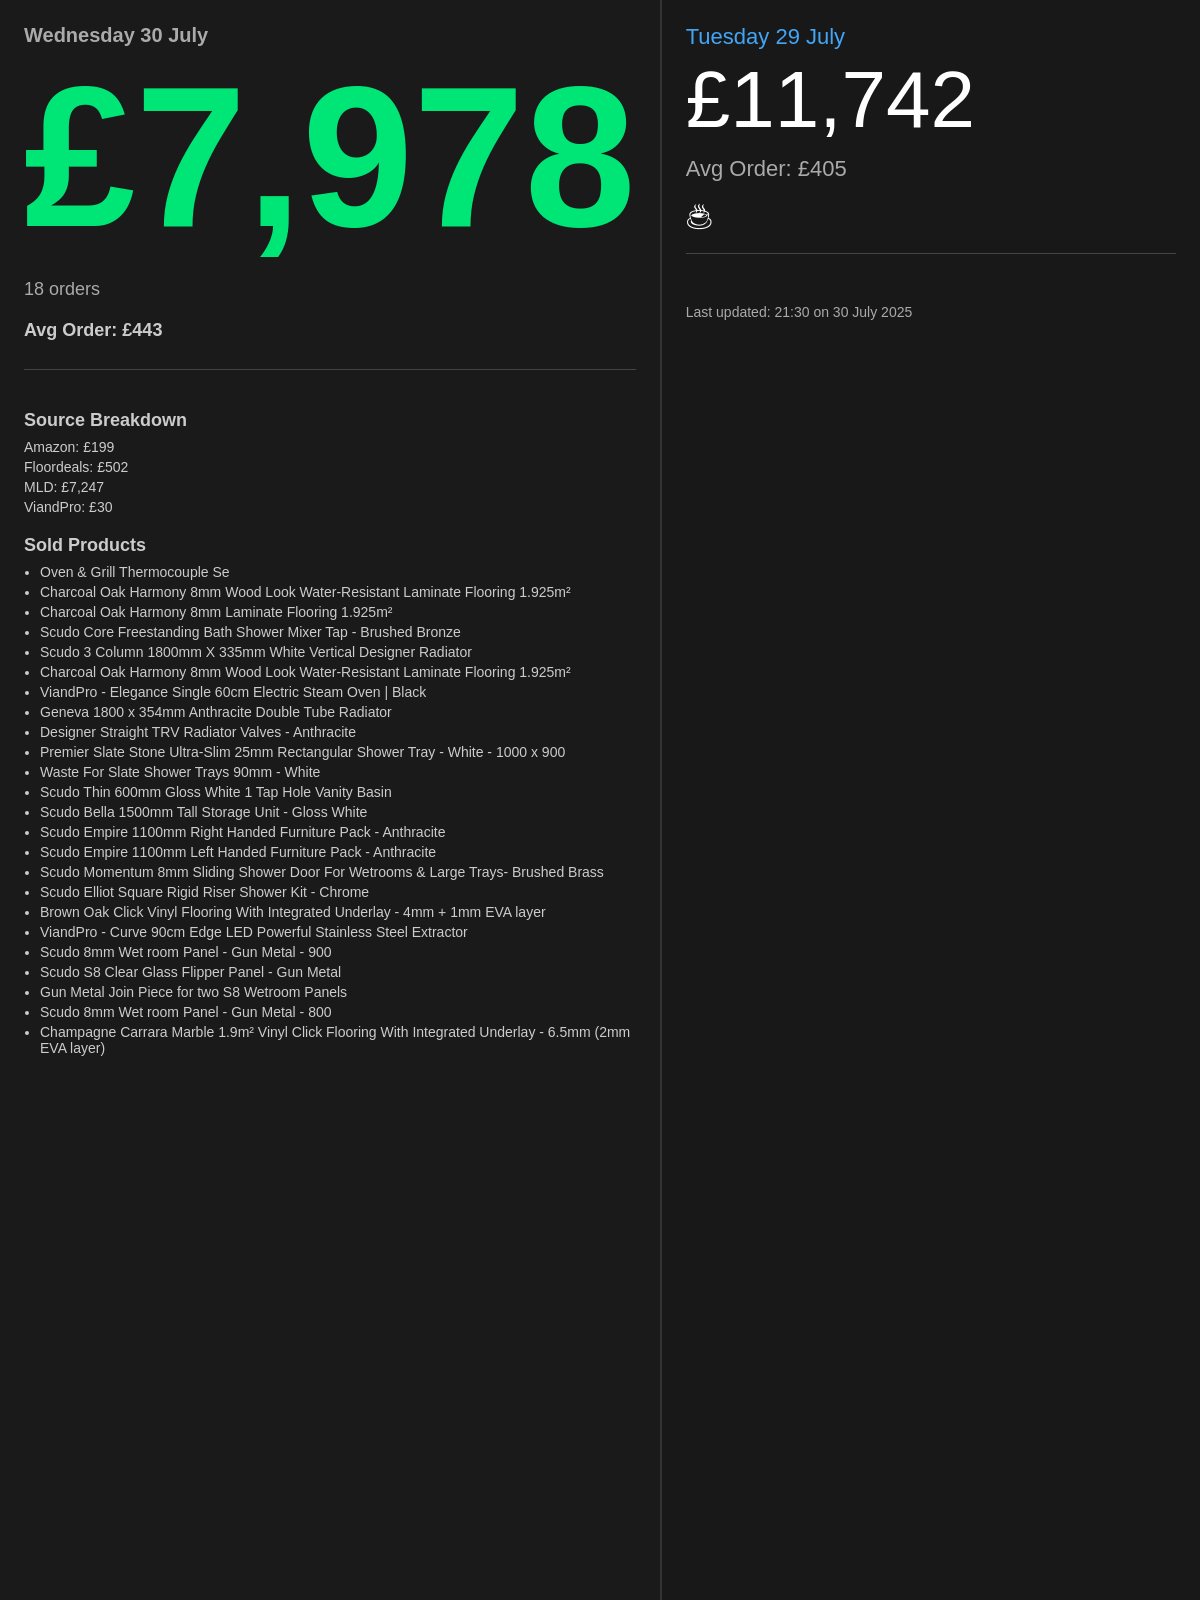 Wednesday 30 July
£7,978
18 orders
Avg Order: £443
Source Breakdown
Amazon: £199
Floordeals: £502
MLD: £7,247
ViandPro: £30
Sold Products
• Oven & Grill Thermocouple Se
• Charcoal Oak Harmony 8mm Wood Look Water-Resistant Laminate Flooring 1.925m²
• Charcoal Oak Harmony 8mm Laminate Flooring 1.925m²
• Scudo Core Freestanding Bath Shower Mixer Tap - Brushed Bronze
• Scudo 3 Column 1800mm X 335mm White Vertical Designer Radiator
• Charcoal Oak Harmony 8mm Wood Look Water-Resistant Laminate Flooring 1.925m²
• ViandPro - Elegance Single 60cm Electric Steam Oven | Black
• Geneva 1800 x 354mm Anthracite Double Tube Radiator
• Designer Straight TRV Radiator Valves - Anthracite
• Premier Slate Stone Ultra-Slim 25mm Rectangular Shower Tray - White - 1000 x 900
• Waste For Slate Shower Trays 90mm - White
• Scudo Thin 600mm Gloss White 1 Tap Hole Vanity Basin
• Scudo Bella 1500mm Tall Storage Unit - Gloss White
• Scudo Empire 1100mm Right Handed Furniture Pack - Anthracite
• Scudo Empire 1100mm Left Handed Furniture Pack - Anthracite
• Scudo Momentum 8mm Sliding Shower Door For Wetrooms & Large Trays- Brushed Brass
• Scudo Elliot Square Rigid Riser Shower Kit - Chrome
• Brown Oak Click Vinyl Flooring With Integrated Underlay - 4mm + 1mm EVA layer
• ViandPro - Curve 90cm Edge LED Powerful Stainless Steel Extractor
• Scudo 8mm Wet room Panel - Gun Metal - 900
• Scudo S8 Clear Glass Flipper Panel - Gun Metal
• Gun Metal Join Piece for two S8 Wetroom Panels
• Scudo 8mm Wet room Panel - Gun Metal - 800
• Champagne Carrara Marble 1.9m² Vinyl Click Flooring With Integrated Underlay - 6.5mm (2mm
EVA layer)
Tuesday 29 July
£11,742
Avg Order: £405
☕
Last updated: 21:30 on 30 July 2025